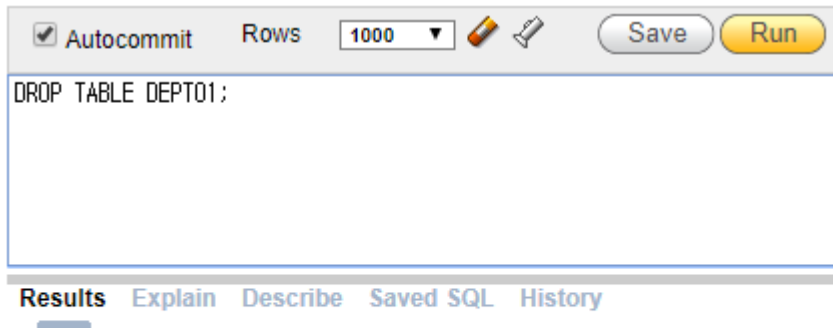 Autocommit Rows 1000 Save Run
DROP TABLE DEPT01;
Results Explain Describe Saved SQL History